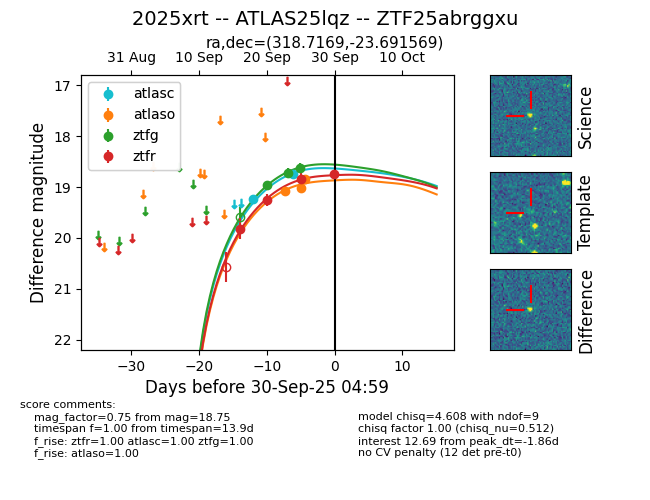 2025xrt -- ATLAS25lqz -- ZTF25abrggxu
ra,dec=(318.7169,-23.691569)
31 Aug 10 Sep 20 Sep 30 Sep 10 Oct
17
18
19
20
21
22
Difference magnitude
atlasc
atlaso
ztfg
ztfr
−30 −20 −10 0 10
Days before 30-Sep-25 04:59
Science
Template
Difference
score comments:
mag_factor=0.75 from mag=18.75
timespan f=1.00 from timespan=13.9d
f_rise: ztfr=1.00 atlasc=1.00 ztfg=1.00
f_rise: atlaso=1.00
model chisq=4.608 with ndof=9
chisq factor 1.00 (chisq_nu=0.512)
interest 12.69 from peak_dt=-1.86d
no CV penalty (12 det pre-t0)